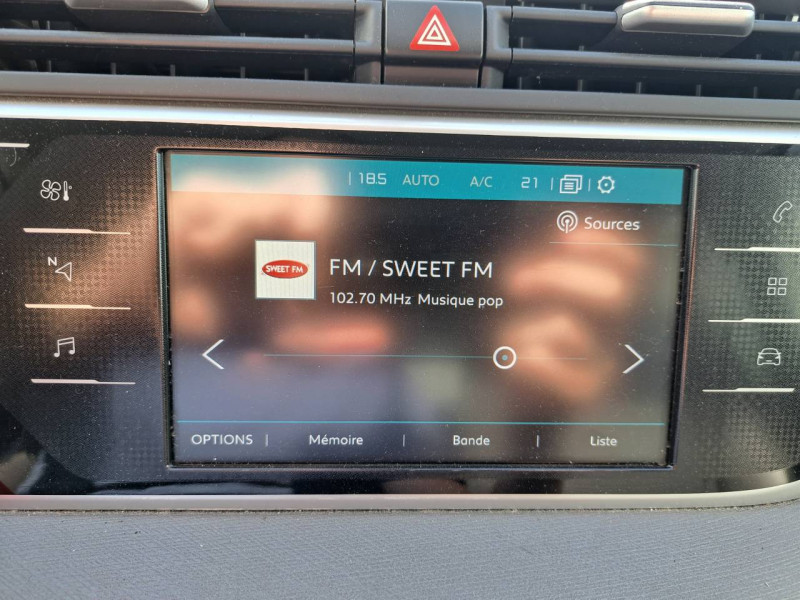 18.5 AUTO A/C 21
Sources
SWEET FM
FM / SWEET FM
102.70 MHz Musique pop
N
OPTIONS Mémoire Bande Liste